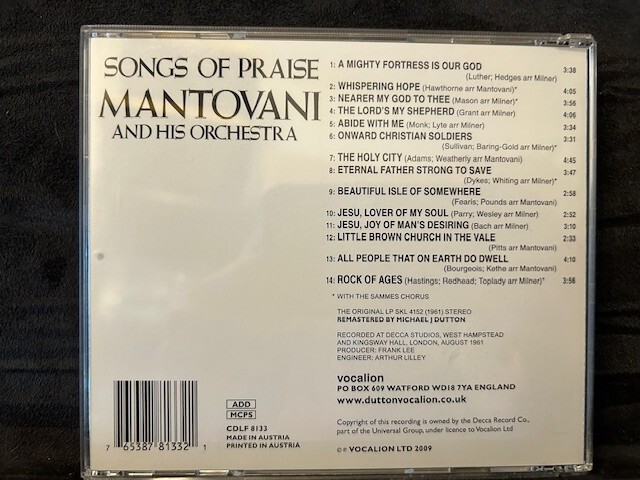 SONGS OF PRAISE
MANTOVANI
AND HIS ORCHESTRA
1: A MIGHTY FORTRESS IS OUR GOD
(Luther; Hedges arr Milner) 3:38
2: WHISPERING HOPE (Hawthorne arr Mantovani)* 4:05
3: NEARER MY GOD TO THEE (Mason arr Milner)* 3:56
4: THE LORD'S MY SHEPHERD (Grant arr Milner) 4:06
5: ABIDE WITH ME (Monk; Lyte arr Milner) 3:34
6: ONWARD CHRISTIAN SOLDIERS 3:31
(Sullivan; Baring-Gold arr Milner)*
7: THE HOLY CITY (Adams; Weatherly arr Mantovani) 4:45
8: ETERNAL FATHER STRONG TO SAVE 3:47
(Dykes; Whiting arr Milner)*
9: BEAUTIFUL ISLE OF SOMEWHERE 2:58
(Fearis; Pounds arr Mantovani)
10: JESU, LOVER OF MY SOUL (Parry; Wesley arr Milner) 2:52
11: JESU, JOY OF MAN'S DESIRING (Bach arr Milner) 3:10
12: LITTLE BROWN CHURCH IN THE VALE 2:33
(Pitts arr Mantovani)
13: ALL PEOPLE THAT ON EARTH DO DWELL 4:10
(Bourgeois; Kethe arr Mantovani)
14: ROCK OF AGES (Hastings; Redhead; Toplady arr Milner)* 3:56
* WITH THE SAMMES CHORUS
THE ORIGINAL LP SKL 4152 (1961) STEREO
REMASTERED BY MICHAEL J DUTTON
RECORDED AT DECCA STUDIOS, WEST HAMPSTEAD
AND KINGSWAY HALL, LONDON, AUGUST 1961
PRODUCER: FRANK LEE
ENGINEER: ARTHUR LILLEY
vocalion
PO BOX 609 WATFORD WD18 7YA ENGLAND
www.duttonvocalion.co.uk
Copyright of this recording is owned by the Decca Record Co.,
part of the Universal Group, under licence to Vocalion Ltd
℗© VOCALION LTD 2009
ADD
MCPS
CDLF 8133
MADE IN AUSTRIA
PRINTED IN AUSTRIA
7 65387 81332 1